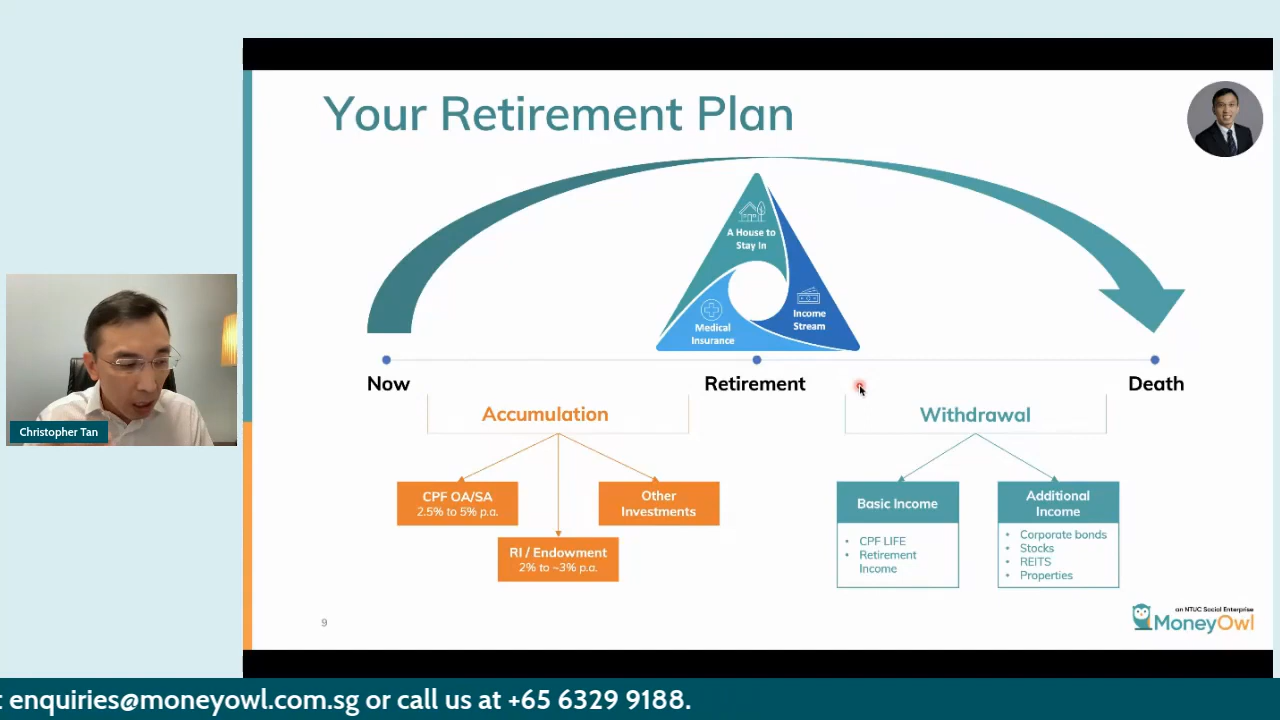 Your Retirement Plan
A House to
Stay In
Income
Stream
Medical
Insurance
Now
Retirement
Death
Accumulation
Withdrawal
CPF OA/SA
2.5% to 5% p.a.
Other
Investments
RI / Endowment
2% to ~3% p.a.
Basic Income
• CPF LIFE
• Retirement
Income
Additional
Income
• Corporate bonds
• Stocks
• REITS
• Properties
Christopher Tan
9
an NTUC Social Enterprise
MoneyOwl
: enquiries@moneyowl.com.sg or call us at +65 6329 9188.